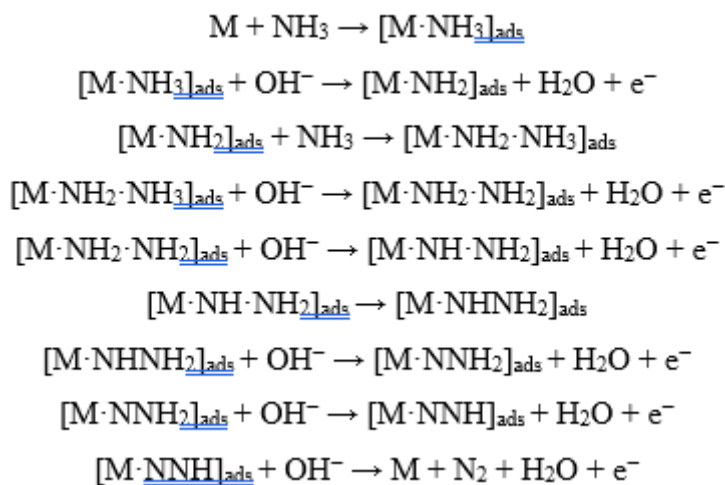 M + NH₃ → [M·NH₃]ads
[M·NH₃]ads + OH⁻ → [M·NH₂]ads + H₂O + e⁻
[M·NH₂]ads + NH₃ → [M·NH₂·NH₃]ads
[M·NH₂·NH₃]ads + OH⁻ → [M·NH₂·NH₂]ads + H₂O + e⁻
[M·NH₂·NH₂]ads + OH⁻ → [M·NH·NH₂]ads + H₂O + e⁻
[M·NH·NH₂]ads → [M·NHNH₂]ads
[M·NHNH₂]ads + OH⁻ → [M·NNH₂]ads + H₂O + e⁻
[M·NNH₂]ads + OH⁻ → [M·NNH]ads + H₂O + e⁻
[M·NNH]ads + OH⁻ → M + N₂ + H₂O + e⁻